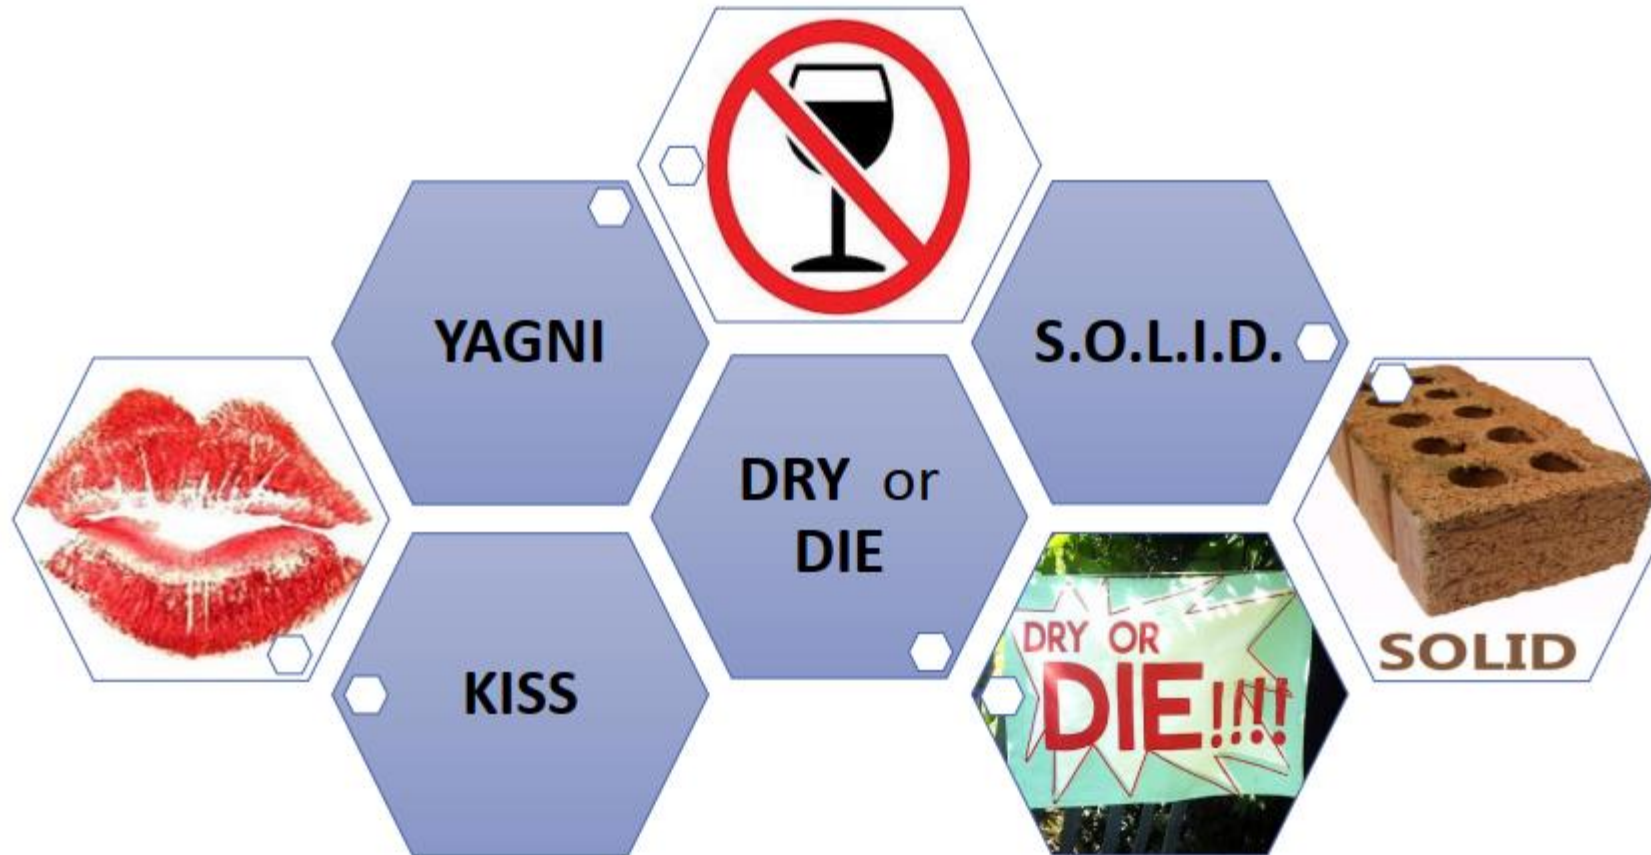 YAGNI
S.O.L.I.D.
DRY or
DIE
KISS
DRY OR
DIE!!!!
SOLID